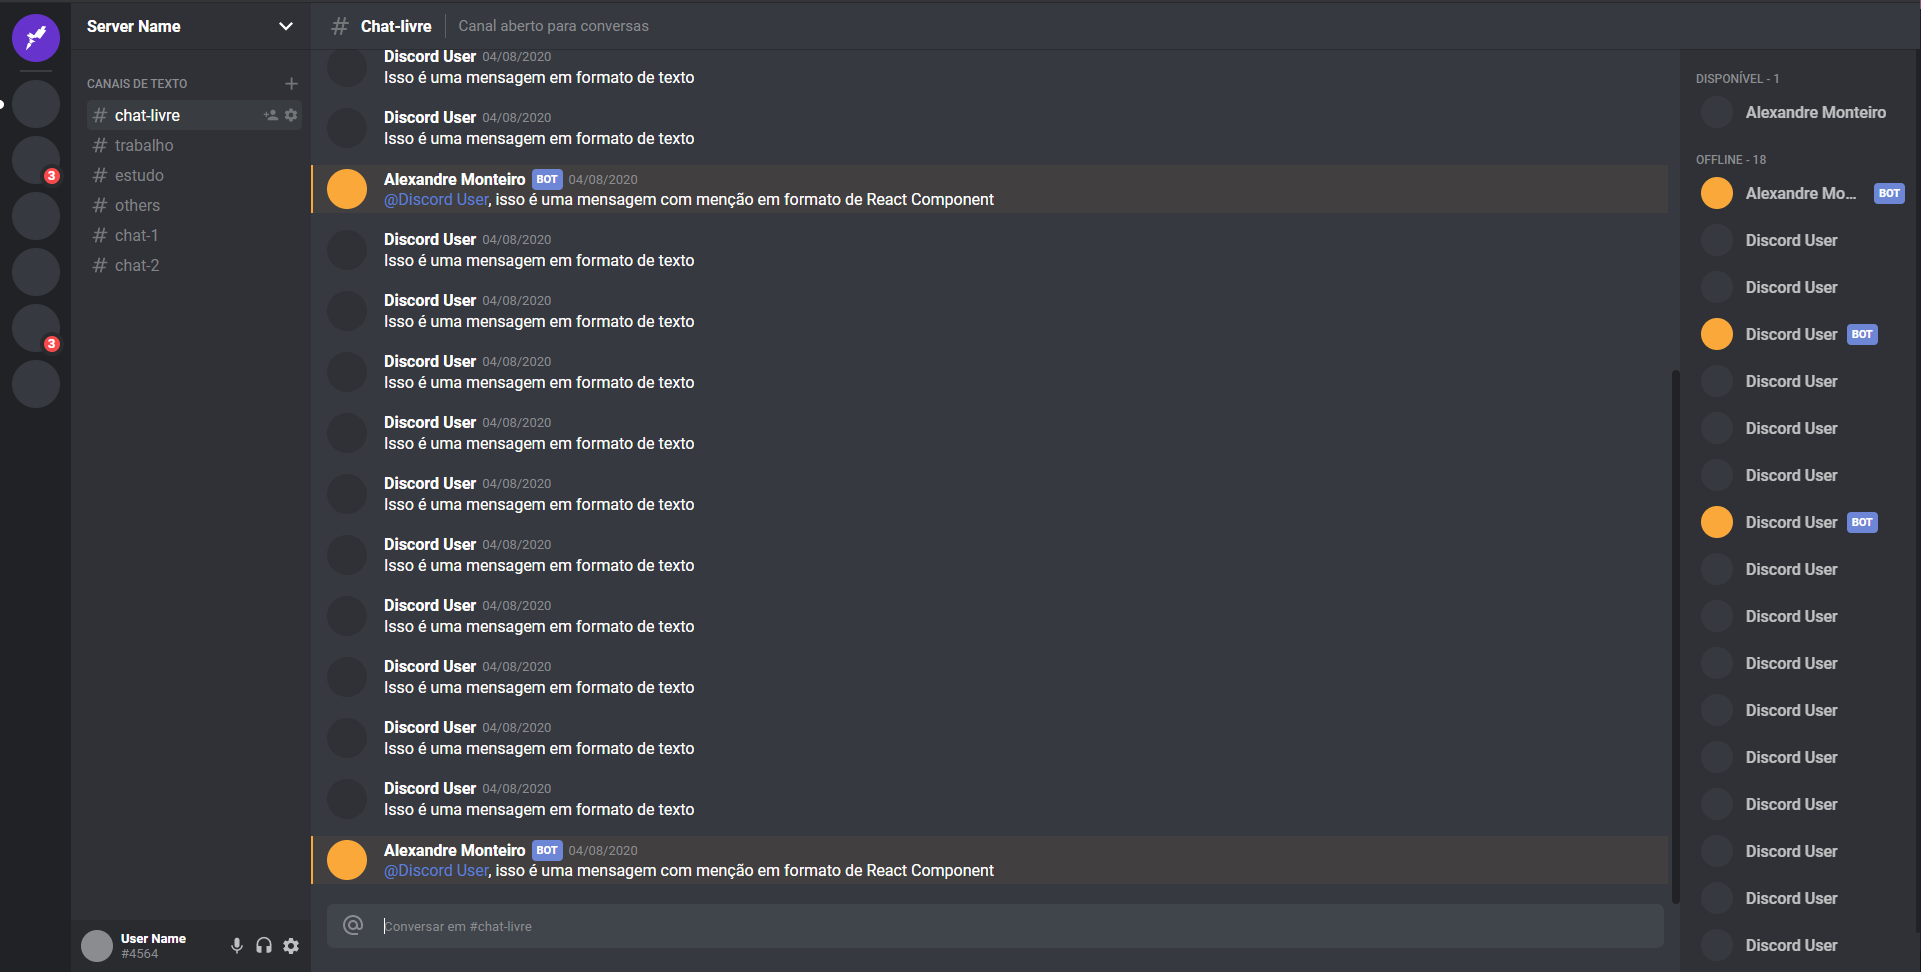 3
3
Server Name
CANAIS DE TEXTO
chat-livre
trabalho
estudo
others
chat-1
chat-2
User Name
#4564
Chat-livre Canal aberto para conversas
Discord User 04/08/2020
Isso é uma mensagem em formato de texto
Discord User 04/08/2020
Isso é uma mensagem em formato de texto
Alexandre Monteiro BOT 04/08/2020
@Discord User, isso é uma mensagem com menção em formato de React Component
Discord User 04/08/2020
Isso é uma mensagem em formato de texto
Discord User 04/08/2020
Isso é uma mensagem em formato de texto
Discord User 04/08/2020
Isso é uma mensagem em formato de texto
Discord User 04/08/2020
Isso é uma mensagem em formato de texto
Discord User 04/08/2020
Isso é uma mensagem em formato de texto
Discord User 04/08/2020
Isso é uma mensagem em formato de texto
Discord User 04/08/2020
Isso é uma mensagem em formato de texto
Discord User 04/08/2020
Isso é uma mensagem em formato de texto
Discord User 04/08/2020
Isso é uma mensagem em formato de texto
Discord User 04/08/2020
Isso é uma mensagem em formato de texto
Alexandre Monteiro BOT 04/08/2020
@Discord User, isso é uma mensagem com menção em formato de React Component
Conversar em #chat-livre
DISPONÍVEL - 1
Alexandre Monteiro
OFFLINE - 18
Alexandre Mo... BOT
Discord User
Discord User
Discord User BOT
Discord User
Discord User
Discord User
Discord User BOT
Discord User
Discord User
Discord User
Discord User
Discord User
Discord User
Discord User
Discord User
Discord User